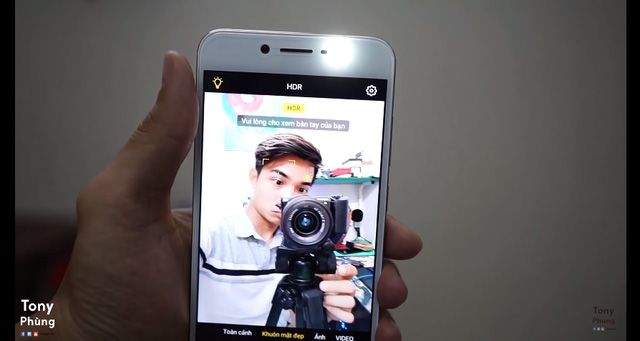 HDR
HDR
Vui lòng cho xem bàn tay của bạn
Toàn cảnh Khuôn mặt đẹp Ảnh VIDEO
Tony
Phùng
Tony
Phùng